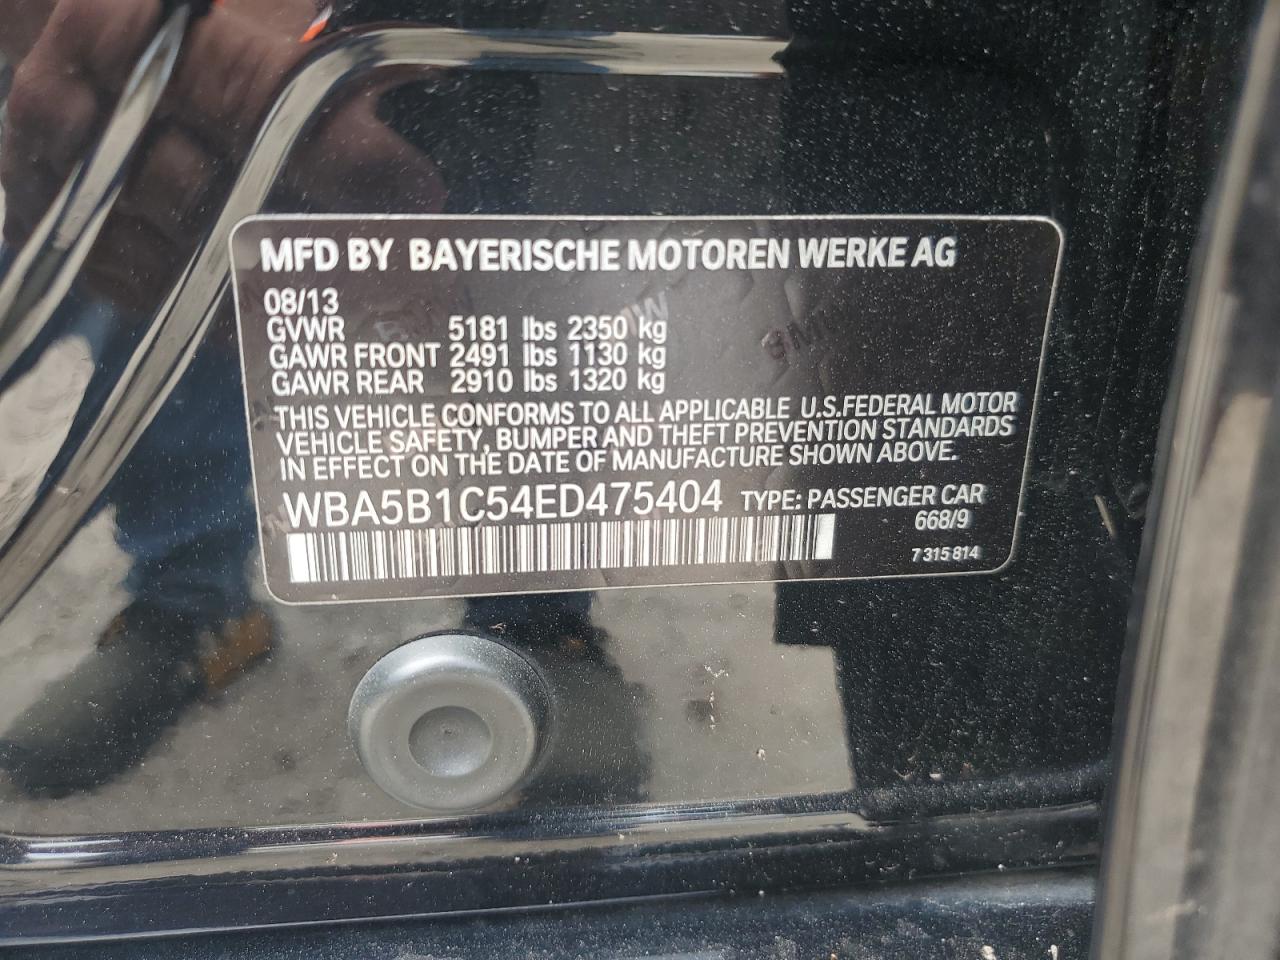 MFD BY BAYERISCHE MOTOREN WERKE AG
08/13
GVWR 5181 lbs 2350 kg
GAWR FRONT 2491 lbs 1130 kg
GAWR REAR 2910 lbs 1320 kg
THIS VEHICLE CONFORMS TO ALL APPLICABLE U.S.FEDERAL MOTOR
VEHICLE SAFETY, BUMPER AND THEFT PREVENTION STANDARDS
IN EFFECT ON THE DATE OF MANUFACTURE SHOWN ABOVE.
WBA5B1C54ED475404 TYPE: PASSENGER CAR
668/9
7 315 814